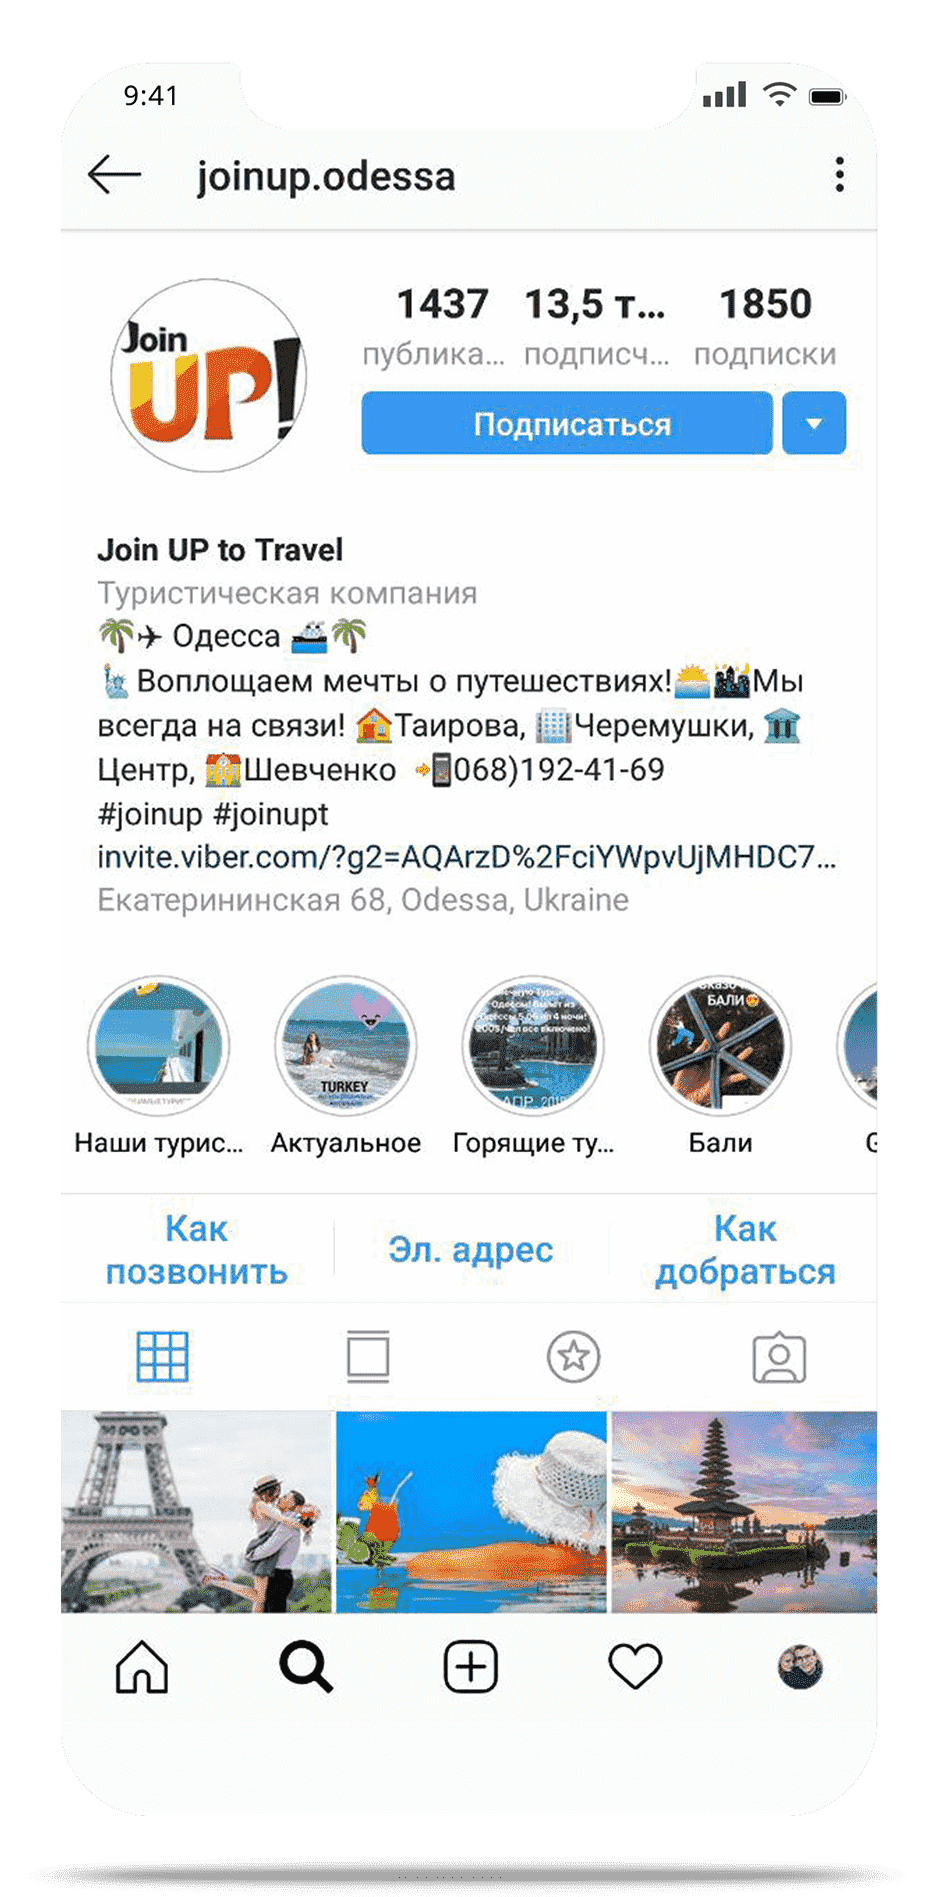 9:41
joinup.odessa
Join
UP!
1437 13,5 т... 1850
публика... подписч... подписки
Подписаться
Join UP to Travel
Туристическая компания
🌴✈ Одесса 🛳🌴
🗽Воплощаем мечты о путешествиях!🌅🌃Мы
всегда на связи! 🏠Таирова, 🏢Черемушки, 🏛
Центр, 🏫Шевченко 📲068)192-41-69
#joinup #joinupt
invite.viber.com/?g2=AQArzD%2FciYWpvUjMHDC7...
Екатерининская 68, Odessa, Ukraine
TURKEY
БАЛИ😍
Наши турис... Актуальное Горящие ту... Бали
Как позвонить
Эл. адрес
Как добраться